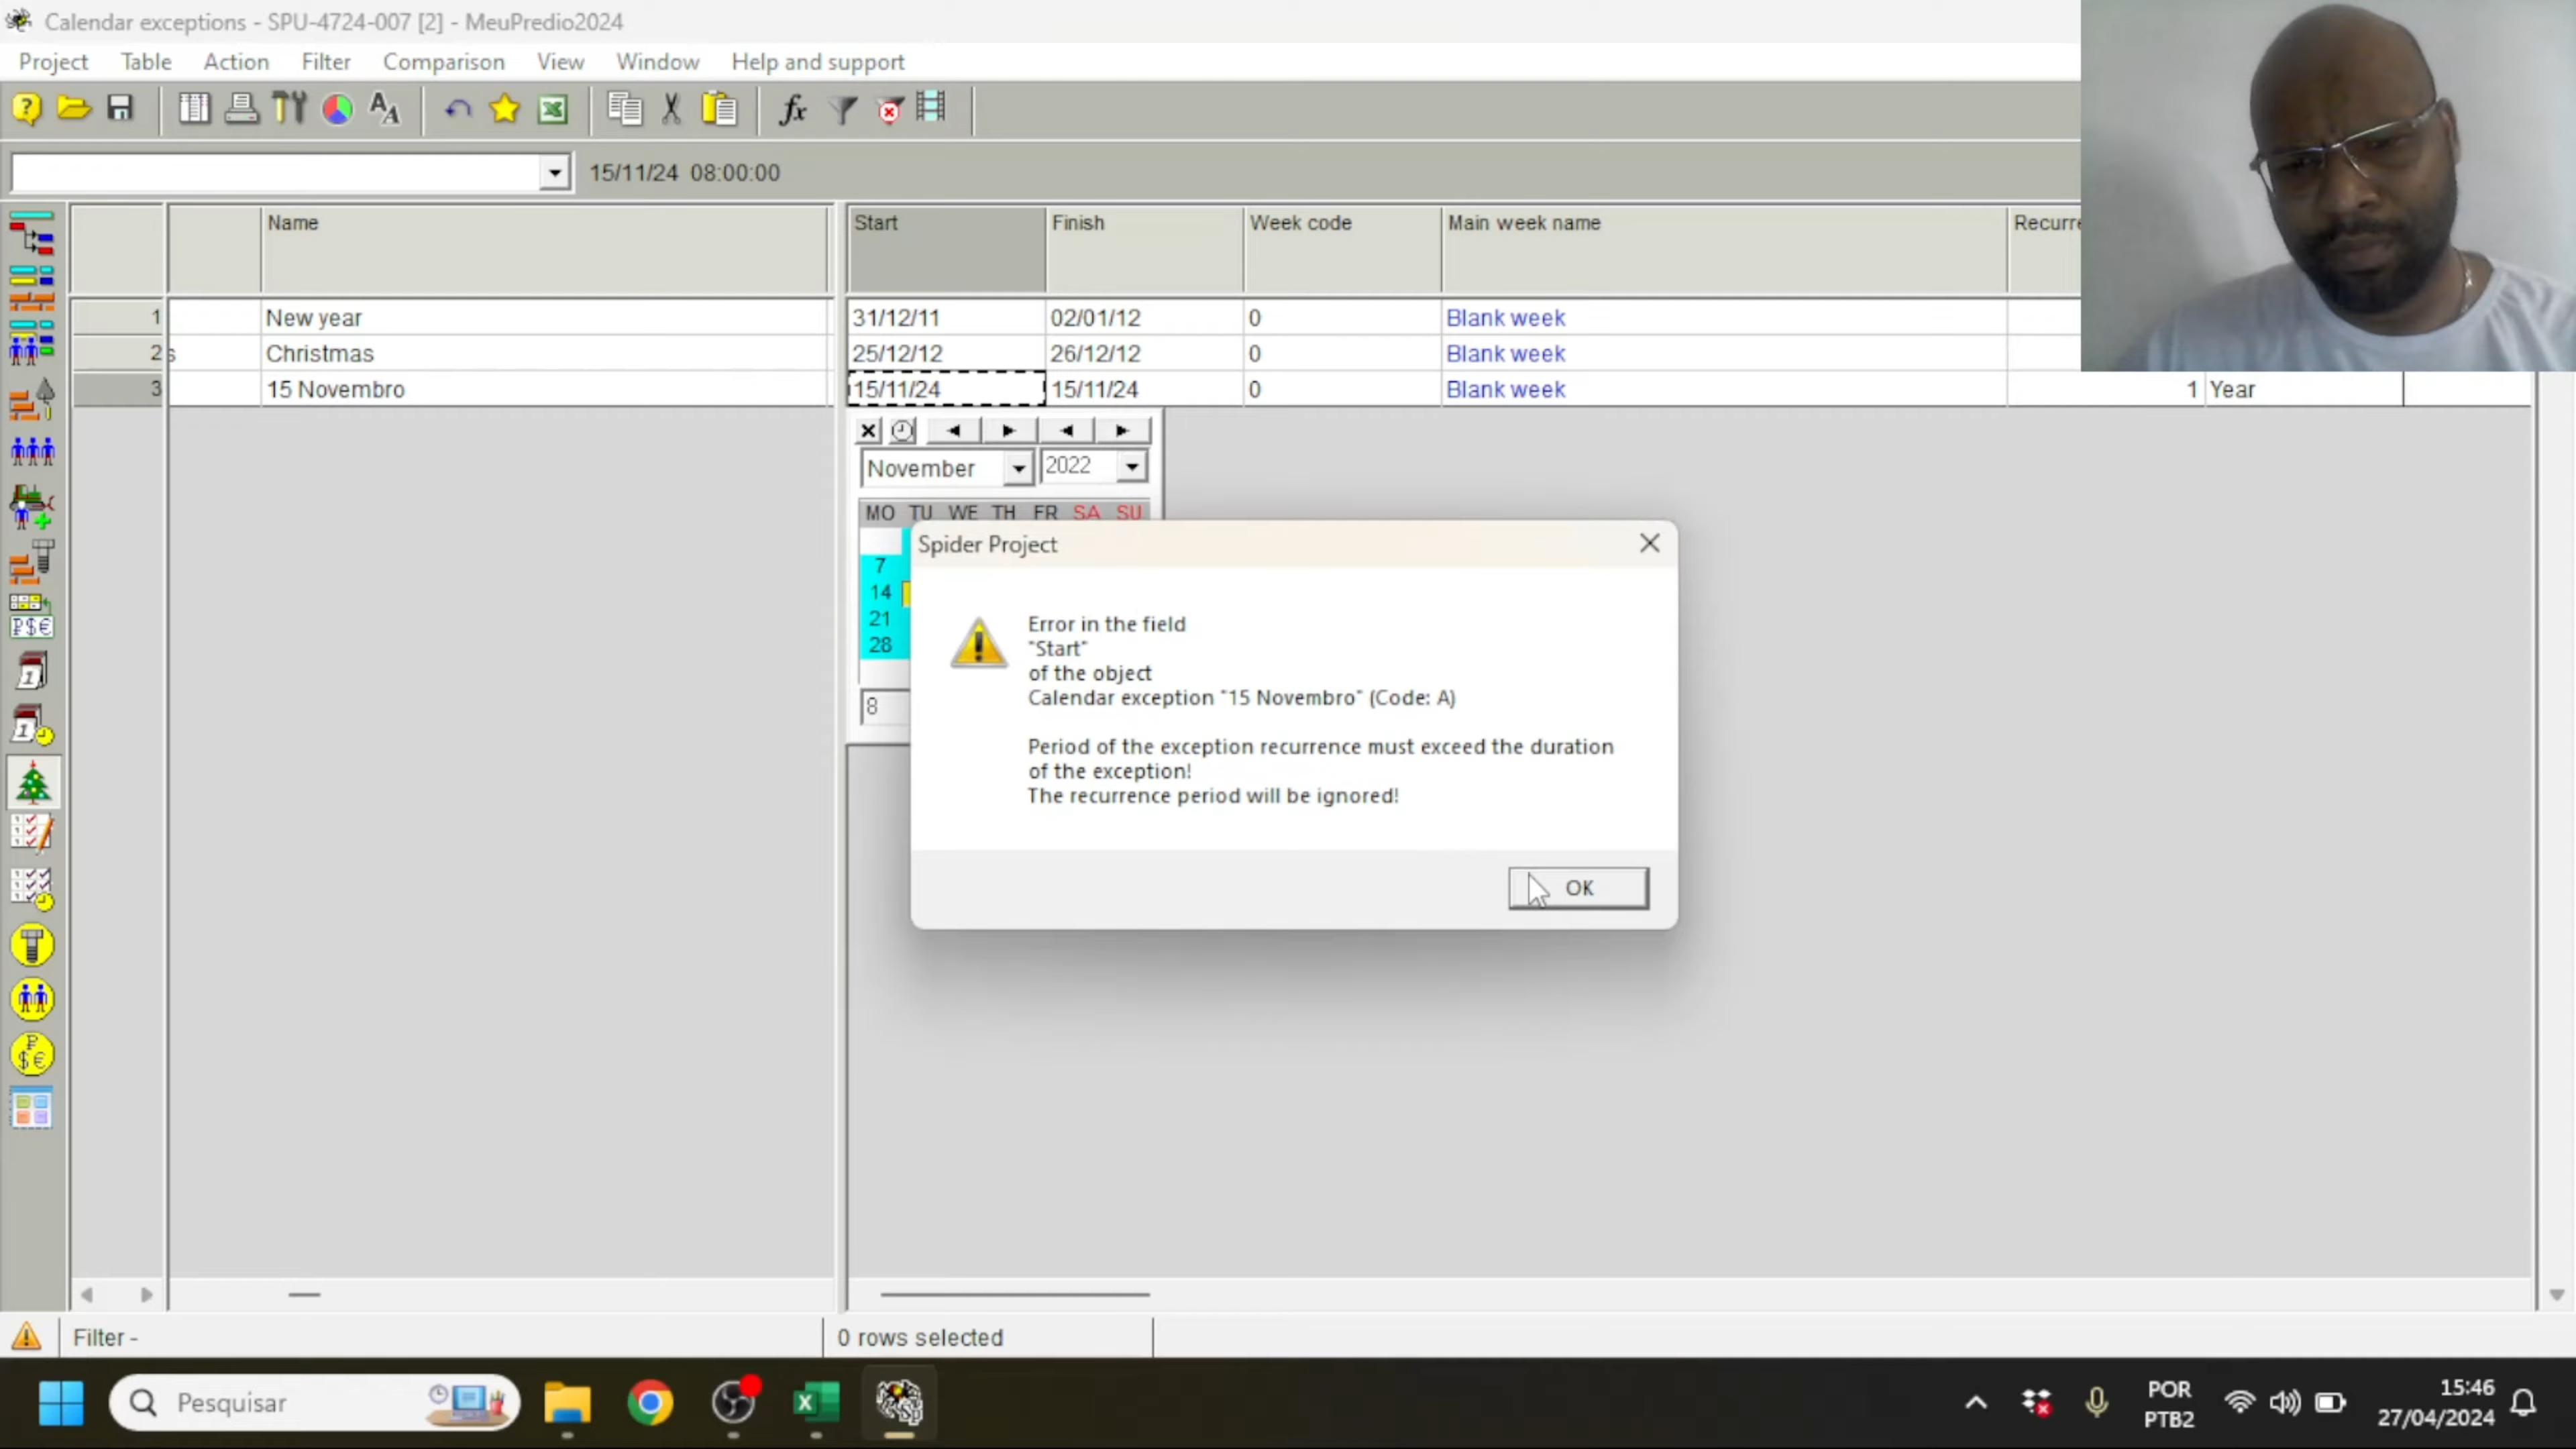 Calendar exceptions - SPU-4724-007 [2] - MeuPredio2024
Project Table Action Filter Comparison View Window Help and support
15/11/24 08:00:00
Name Start Finish Week code Main week name Recurre
1 New year 31/12/11 02/01/12 0 Blank week
2 s Christmas 25/12/12 26/12/12 0 Blank week
3 15 Novembro 15/11/24 15/11/24 0 Blank week 1 Year
November 2022
MO TU WE TH FR SA SU
7
14
21
28
8
Spider Project
Error in the field
"Start"
of the object
Calendar exception "15 Novembro" (Code: A)
Period of the exception recurrence must exceed the duration
of the exception!
The recurrence period will be ignored!
OK
Filter -
0 rows selected
Pesquisar
POR
PTB2
15:46
27/04/2024